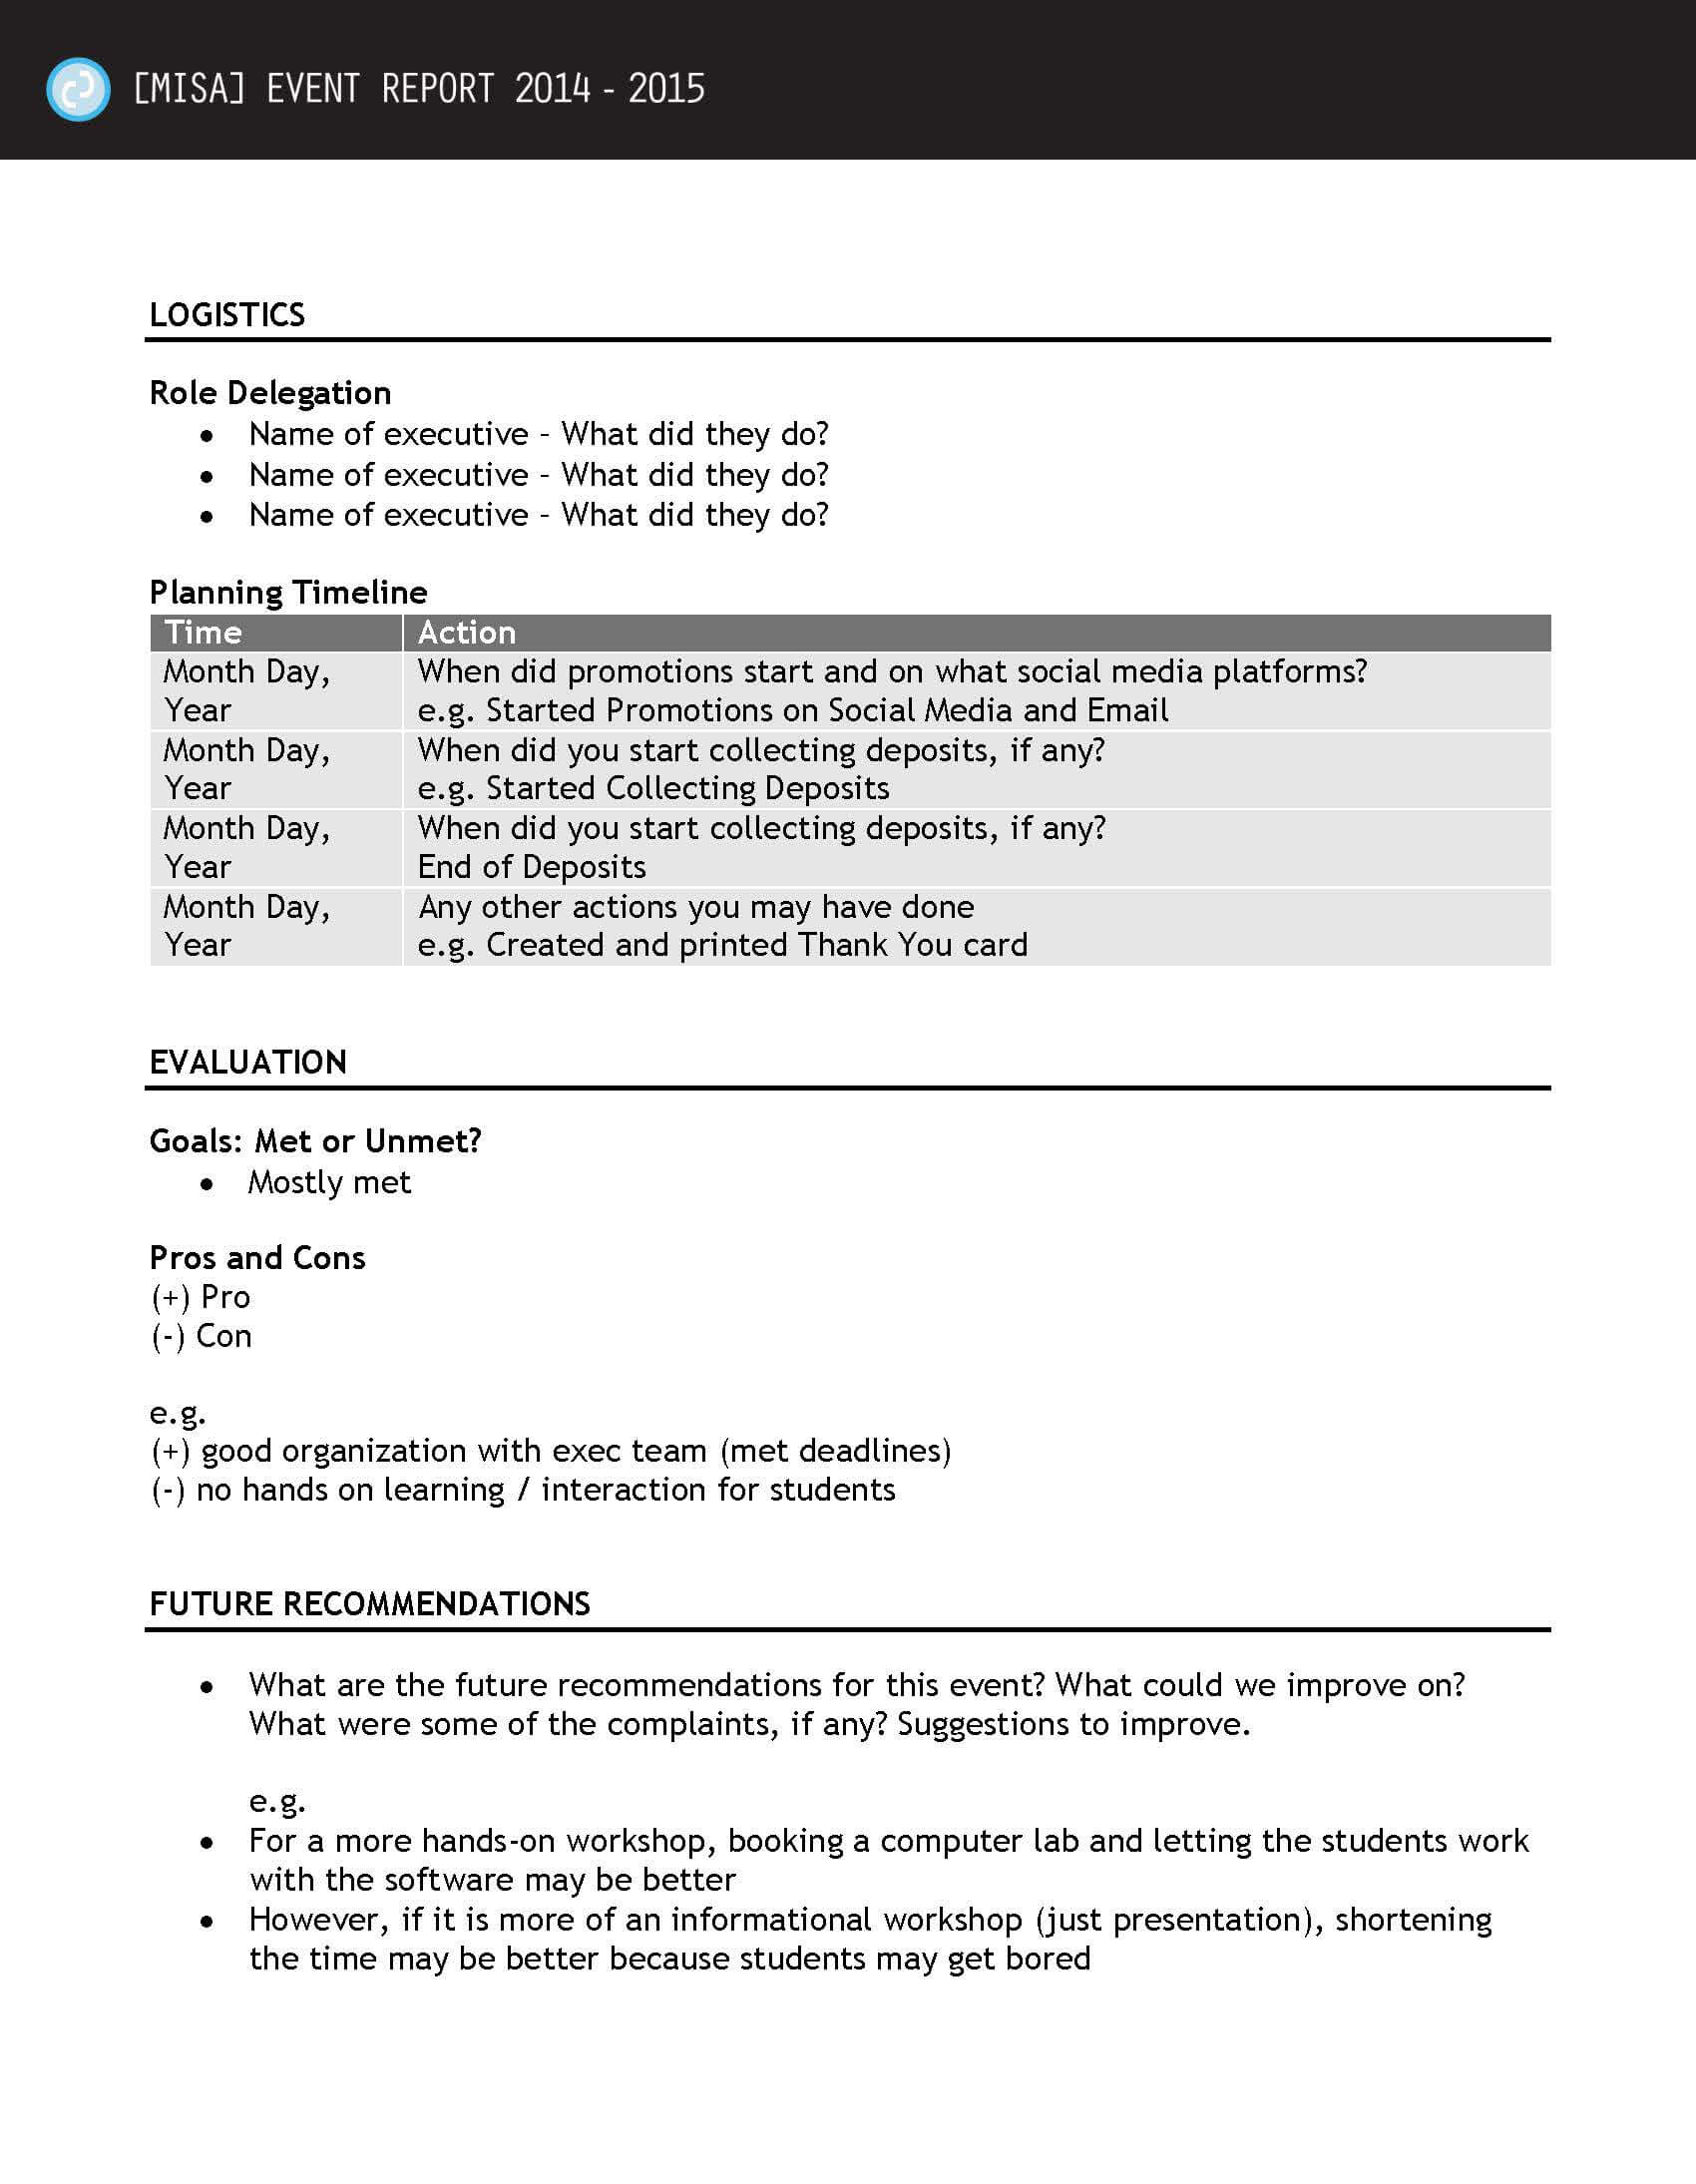 [MISA] EVENT REPORT 2014 - 2015
LOGISTICS
Role Delegation
• Name of executive – What did they do?
• Name of executive – What did they do?
• Name of executive – What did they do?
Planning Timeline
Time Action
Month Day, When did promotions start and on what social media platforms?
Year e.g. Started Promotions on Social Media and Email
Month Day, When did you start collecting deposits, if any?
Year e.g. Started Collecting Deposits
Month Day, When did you start collecting deposits, if any?
Year End of Deposits
Month Day, Any other actions you may have done
Year e.g. Created and printed Thank You card
EVALUATION
Goals: Met or Unmet?
• Mostly met
Pros and Cons
(+) Pro
(-) Con
e.g.
(+) good organization with exec team (met deadlines)
(-) no hands on learning / interaction for students
FUTURE RECOMMENDATIONS
• What are the future recommendations for this event? What could we improve on?
What were some of the complaints, if any? Suggestions to improve.
e.g.
• For a more hands-on workshop, booking a computer lab and letting the students work
with the software may be better
• However, if it is more of an informational workshop (just presentation), shortening
the time may be better because students may get bored